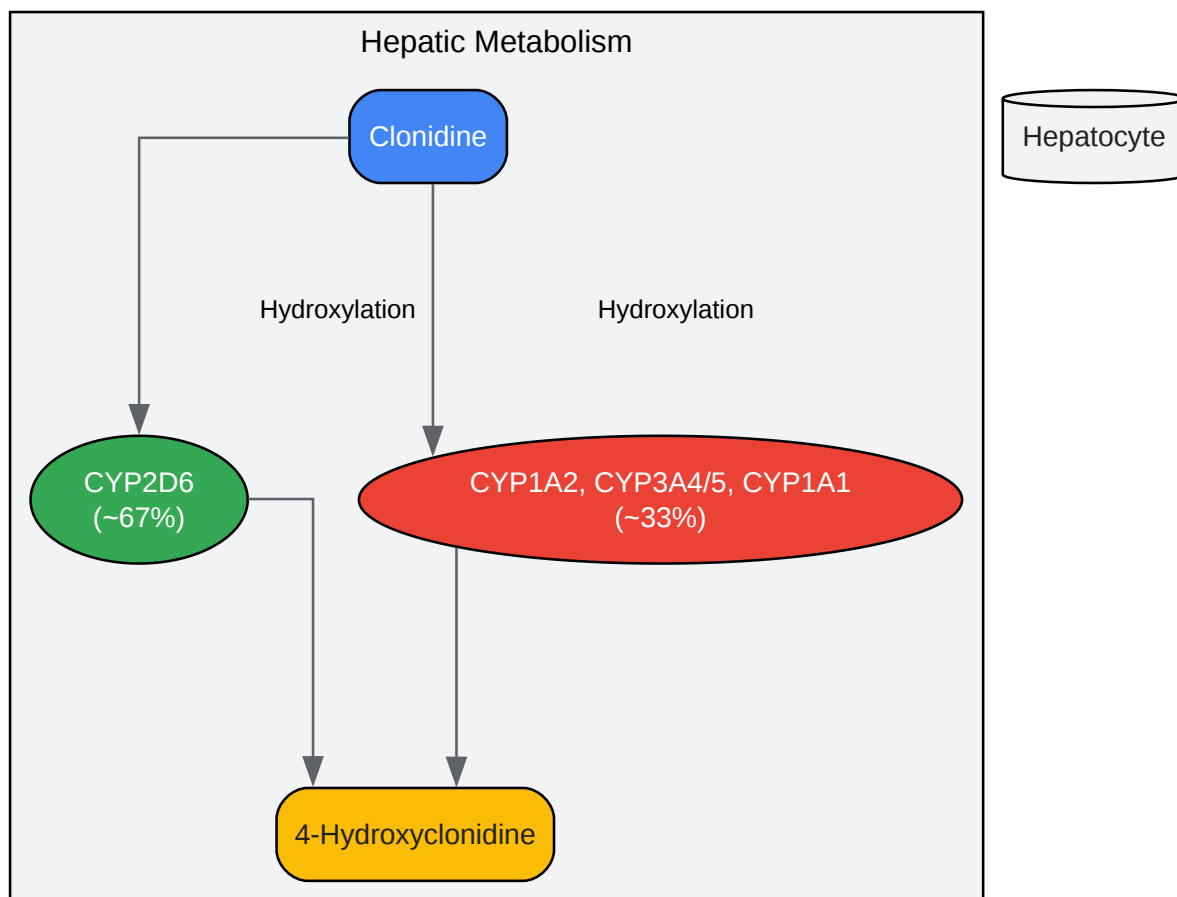 Hepatic Metabolism
Clonidine
Hepatocyte
Hydroxylation
Hydroxylation
CYP2D6
(~67%)
CYP1A2, CYP3A4/5, CYP1A1
(~33%)
4-Hydroxyclonidine